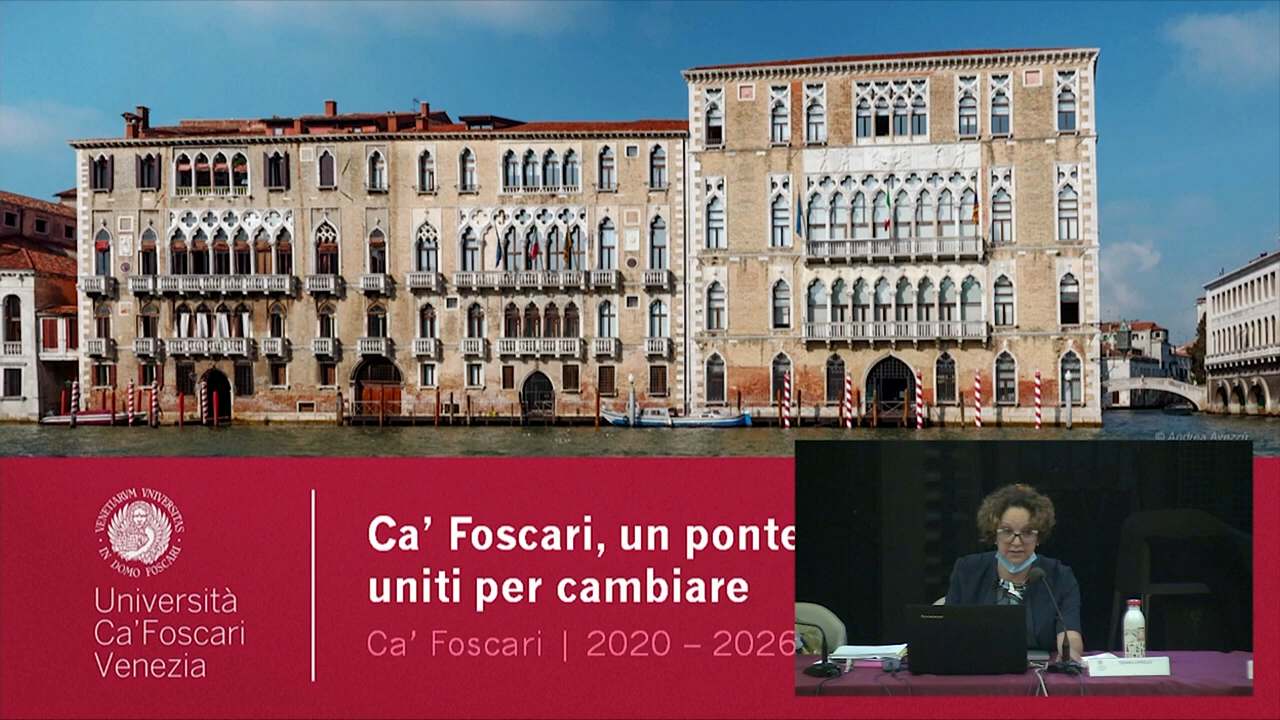 © Andrea Avezzù
VENETIARVM VNIVERSITAS
IN DOMO FOSCARI
Università
Ca'Foscari
Venezia
Ca' Foscari, un ponte
uniti per cambiare
Ca' Foscari | 2020 – 2026